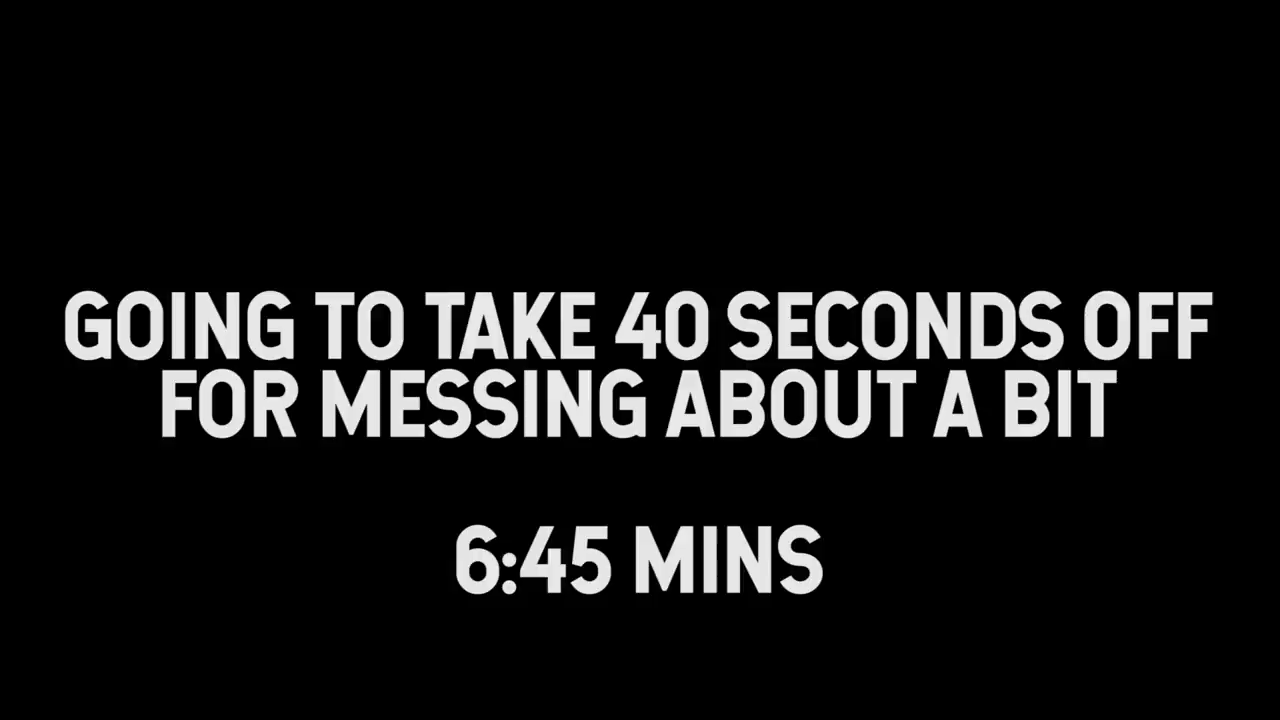 GOING TO TAKE 40 SECONDS OFF
FOR MESSING ABOUT A BIT
6:45 MINS